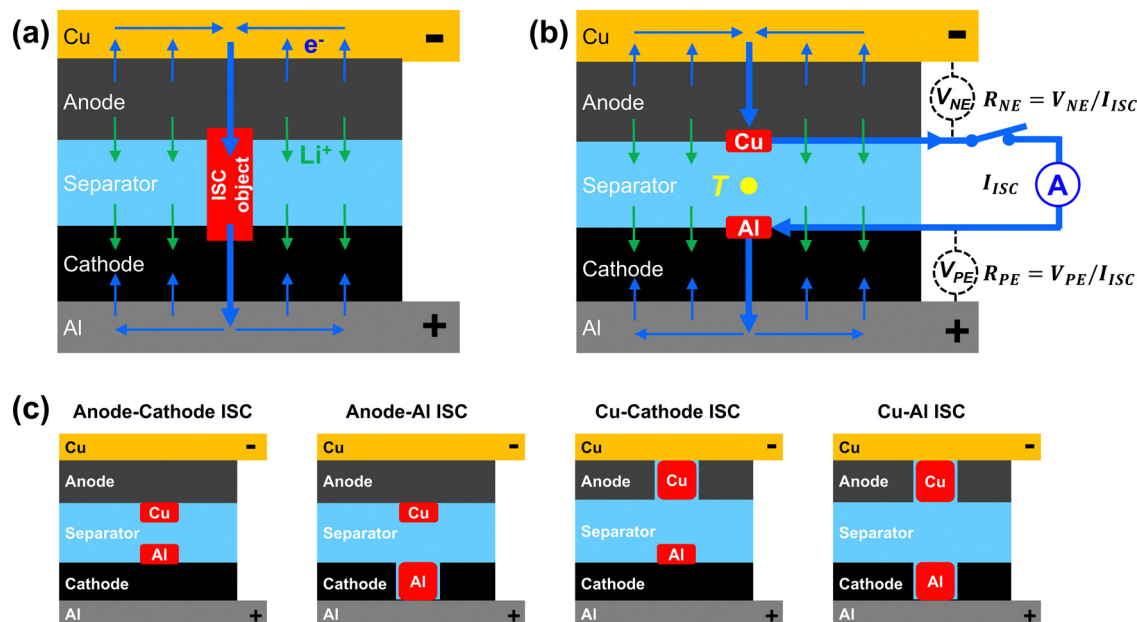 (a)
Cu
e-
-
Anode
Li+
Separator
ISC object
Cathode
Al
+
(b)
Cu
-
Anode
V_NE
R_NE = V_NE/I_ISC
Cu
Separator
T
I_ISC
A
Al
Cathode
V_PE
R_PE = V_PE/I_ISC
Al
+
(c)
Anode-Cathode ISC
Cu
-
Anode
Cu
Separator
Al
Cathode
Al
+
Anode-Al ISC
Cu
-
Anode
Cu
Separator
Cathode
Al
Al
+
Cu-Cathode ISC
Cu
-
Anode
Cu
Separator
Al
Cathode
Al
+
Cu-Al ISC
Cu
-
Anode
Cu
Separator
Cathode
Al
Al
+